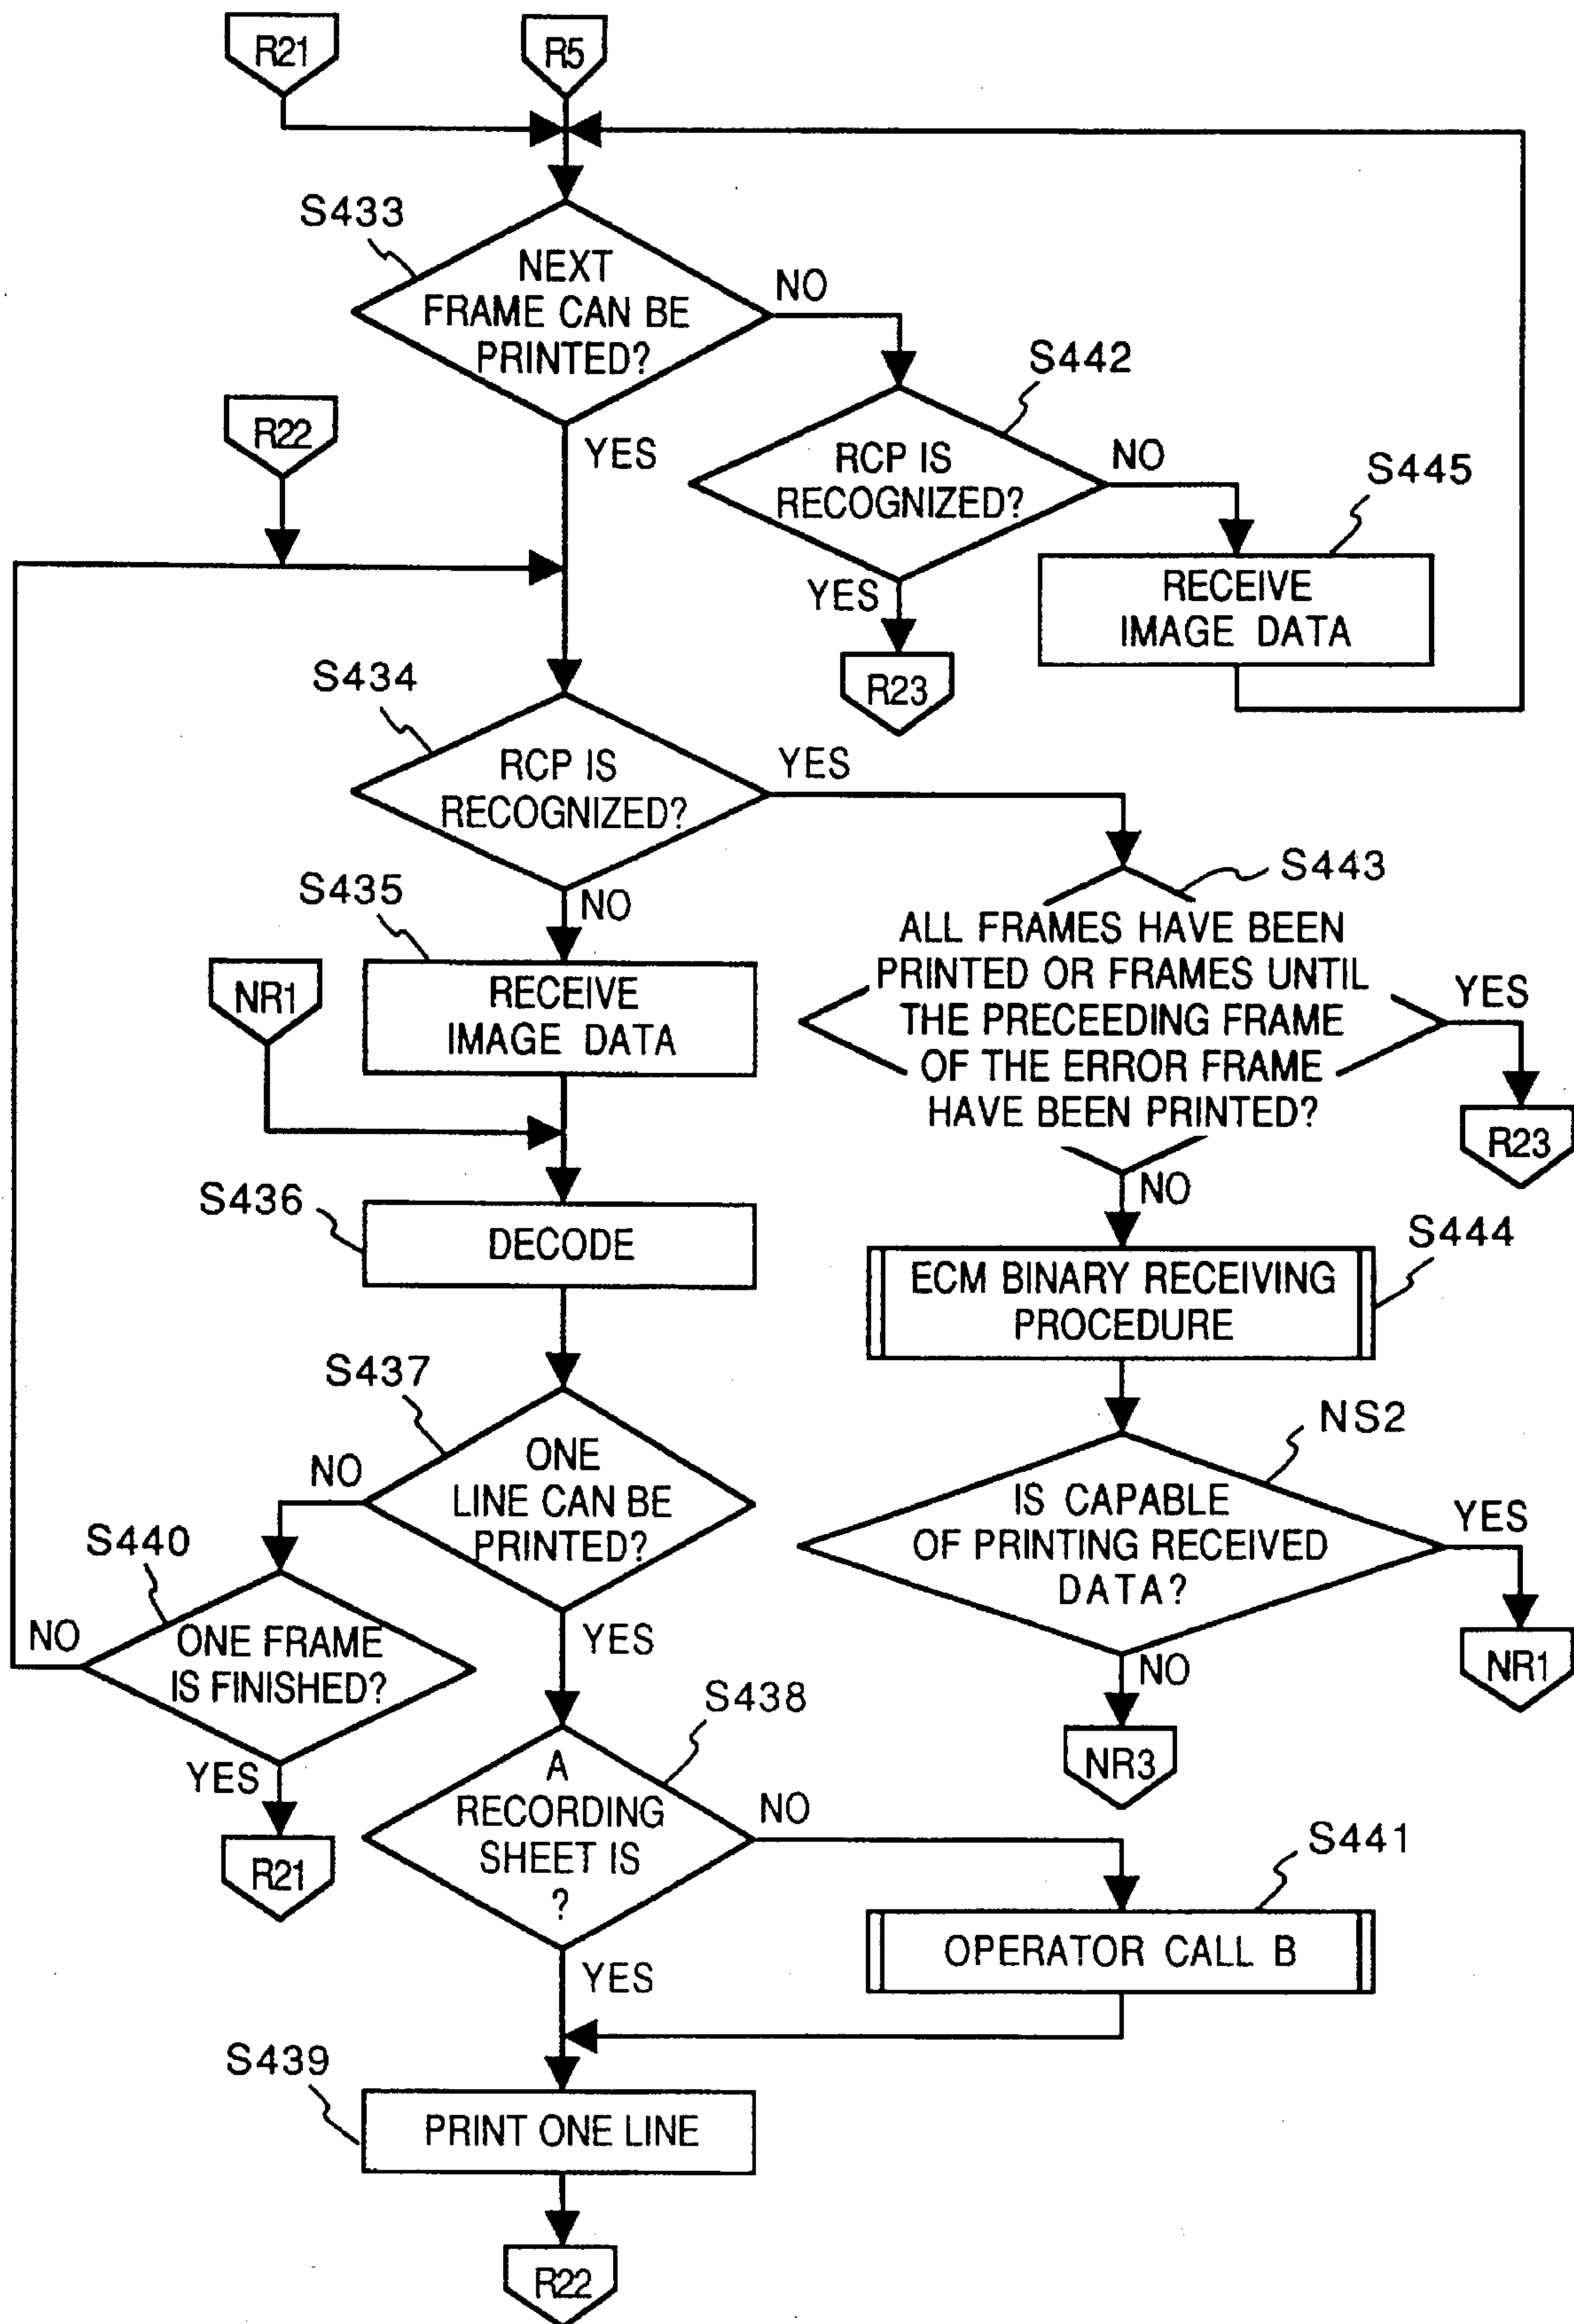 R21
R5
S433
NEXT
FRAME CAN BE
PRINTED?
NO
YES
S442
RCP IS
RECOGNIZED?
NO
YES
R23
S445
RECEIVE
IMAGE DATA
R22
S434
RCP IS
RECOGNIZED?
YES
NO
S443
ALL FRAMES HAVE BEEN
PRINTED OR FRAMES UNTIL
THE PRECEEDING FRAME
OF THE ERROR FRAME
HAVE BEEN PRINTED?
YES
R23
NO
S435
RECEIVE
IMAGE DATA
NR1
S436
DECODE
S444
ECM BINARY RECEIVING
PROCEDURE
S437
ONE
LINE CAN BE
PRINTED?
NO
YES
NS2
IS CAPABLE
OF PRINTING RECEIVED
DATA?
YES
NR1
NO
NR3
S440
ONE FRAME
IS FINISHED?
NO
YES
R21
S438
A
RECORDING
SHEET IS
?
NO
YES
S441
OPERATOR CALL B
S439
PRINT ONE LINE
R22